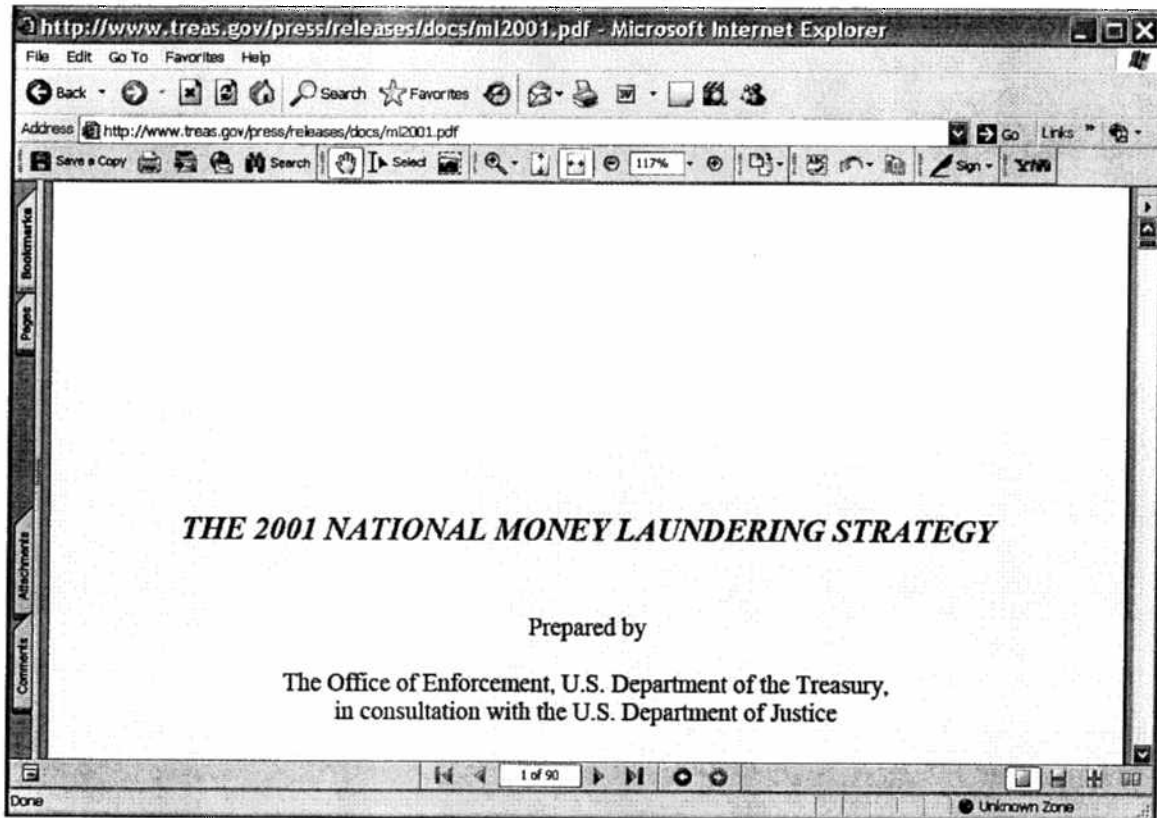 http://www.treas.gov/press/releases/docs/ml2001.pdf - Microsoft Internet Explorer
File Edit Go To Favorites Help
Back Search Favorites
Address http://www.treas.gov/press/releases/docs/ml2001.pdf Go Links »
Save a Copy Search Select 117% Sign
Bookmarks
Pages
Attachments
Comments
THE 2001 NATIONAL MONEY LAUNDERING STRATEGY
Prepared by
The Office of Enforcement, U.S. Department of the Treasury,
in consultation with the U.S. Department of Justice
1 of 90
Done Unknown Zone